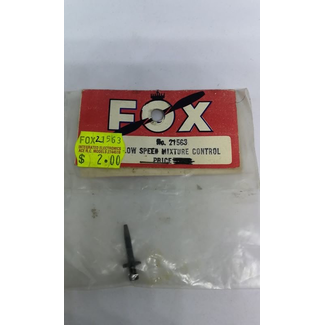 FOX
No. 21563
LOW SPEED MIXTURE CONTROL
PRICE
FOX21563
$ 2.00